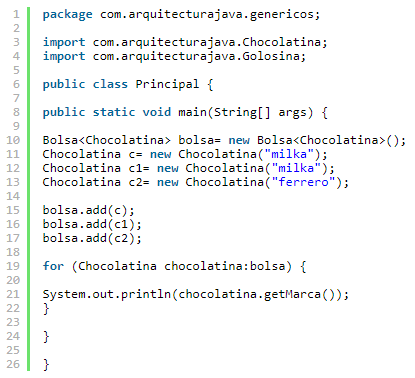 1 package com.arquitecturajava.genericos;
2
3 import com.arquitecturajava.Chocolatina;
4 import com.arquitecturajava.Golosina;
5
6 public class Principal {
7
8 public static void main(String[] args) {
9
10 Bolsa<Chocolatina> bolsa= new Bolsa<Chocolatina>();
11 Chocolatina c= new Chocolatina("milka");
12 Chocolatina c1= new Chocolatina("milka");
13 Chocolatina c2= new Chocolatina("ferrero");
14
15 bolsa.add(c);
16 bolsa.add(c1);
17 bolsa.add(c2);
18
19 for (Chocolatina chocolatina:bolsa) {
20
21 System.out.println(chocolatina.getMarca());
22 }
23
24 }
25
26 }